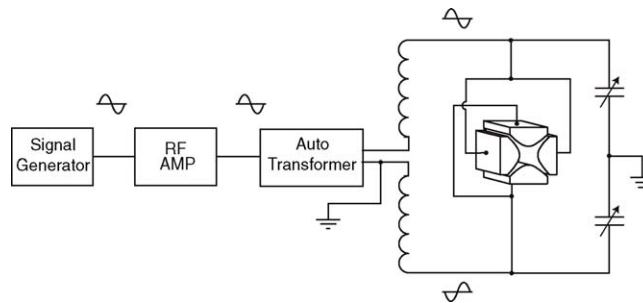 Signal
Generator
RF
AMP
Auto
Transformer